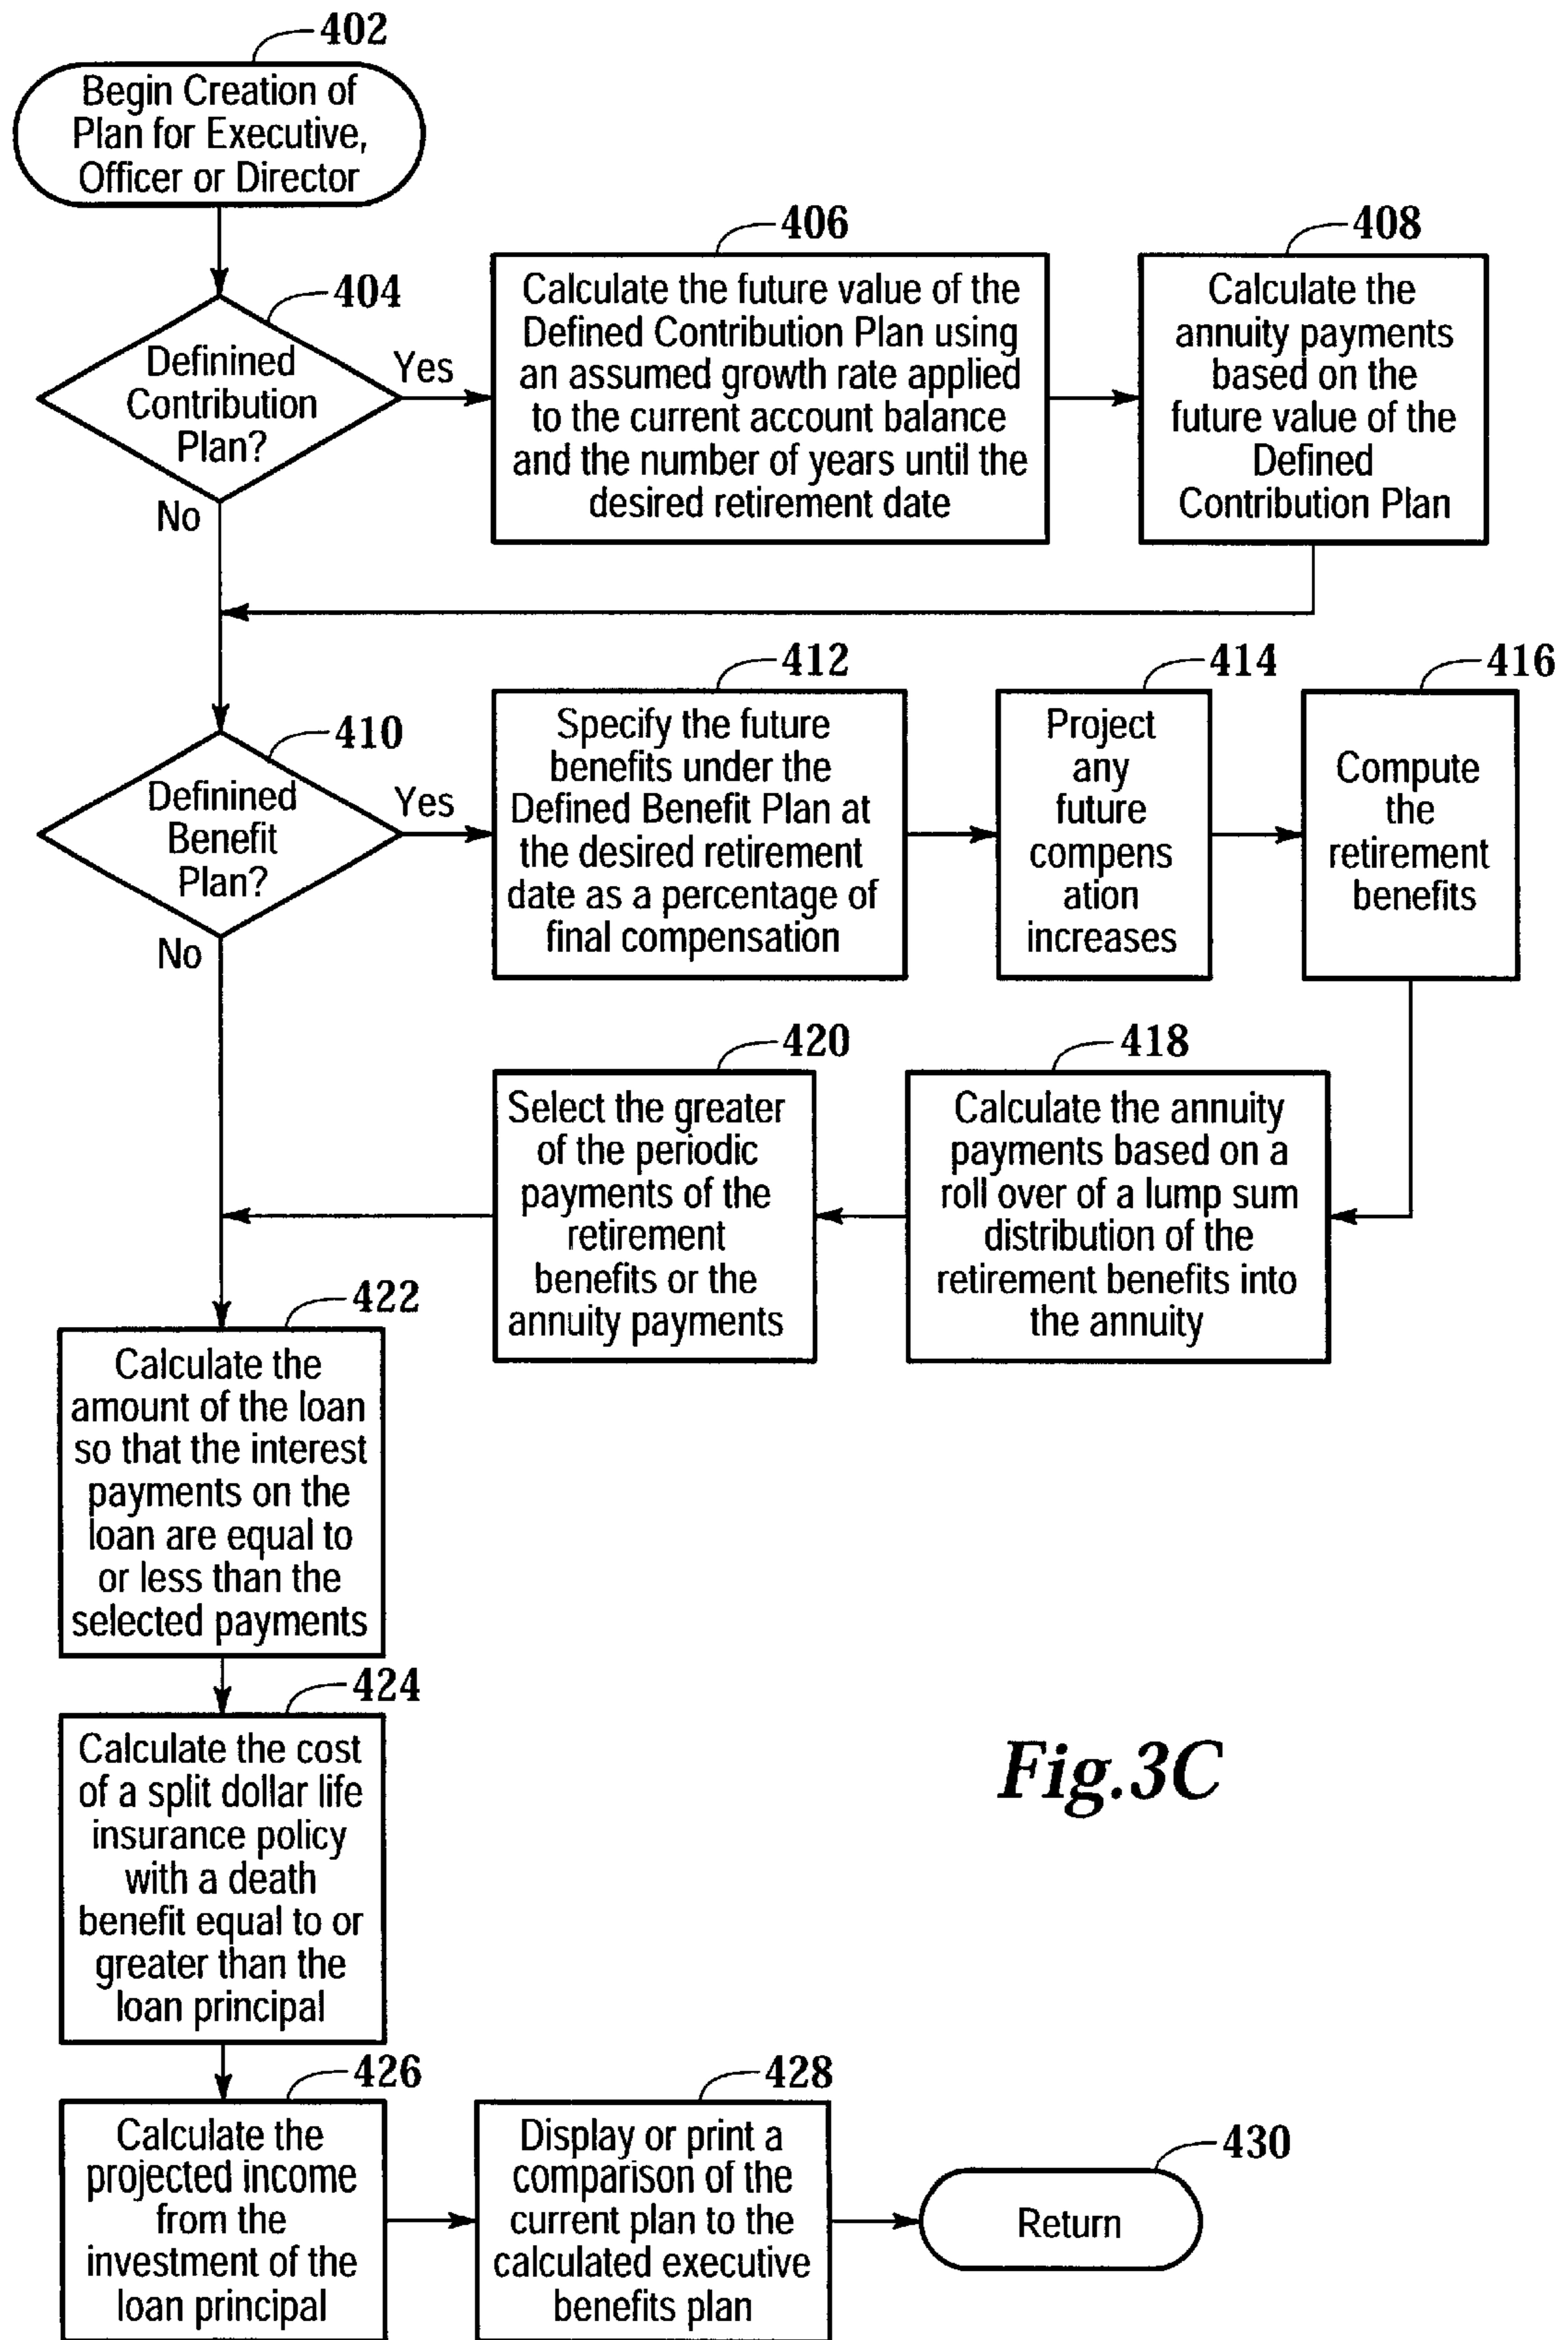 402
Begin Creation of
Plan for Executive,
Officer or Director
404
Definined
Contribution
Plan?
Yes
No
406
Calculate the future value of the
Defined Contribution Plan using
an assumed growth rate applied
to the current account balance
and the number of years until the
desired retirement date
408
Calculate the
annuity payments
based on the
future value of the
Defined
Contribution Plan
410
Definined
Benefit
Plan?
Yes
No
412
Specify the future
benefits under the
Defined Benefit Plan at
the desired retirement
date as a percentage of
final compensation
414
Project
any
future
compens
ation
increases
416
Compute
the
retirement
benefits
418
Calculate the annuity
payments based on a
roll over of a lump sum
distribution of the
retirement benefits into
the annuity
420
Select the greater
of the periodic
payments of the
retirement
benefits or the
annuity payments
422
Calculate the
amount of the loan
so that the interest
payments on the
loan are equal to
or less than the
selected payments
424
Calculate the cost
of a split dollar life
insurance policy
with a death
benefit equal to or
greater than the
loan principal
426
Calculate the
projected income
from the
investment of the
loan principal
428
Display or print a
comparison of the
current plan to the
calculated executive
benefits plan
430
Return
Fig.3C